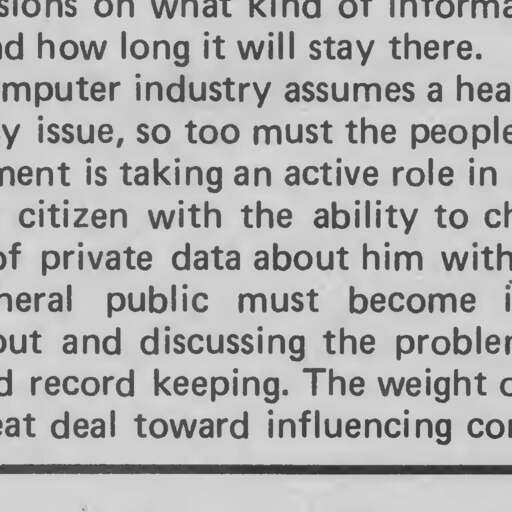 sions on what kind of informa
nd how long it will stay there.
mputer industry assumes a hea
y issue, so too must the people
ment is taking an active role in
citizen with the ability to ch
of private data about him with
neral public must become i
out and discussing the problem
d record keeping. The weight o
eat deal toward influencing con